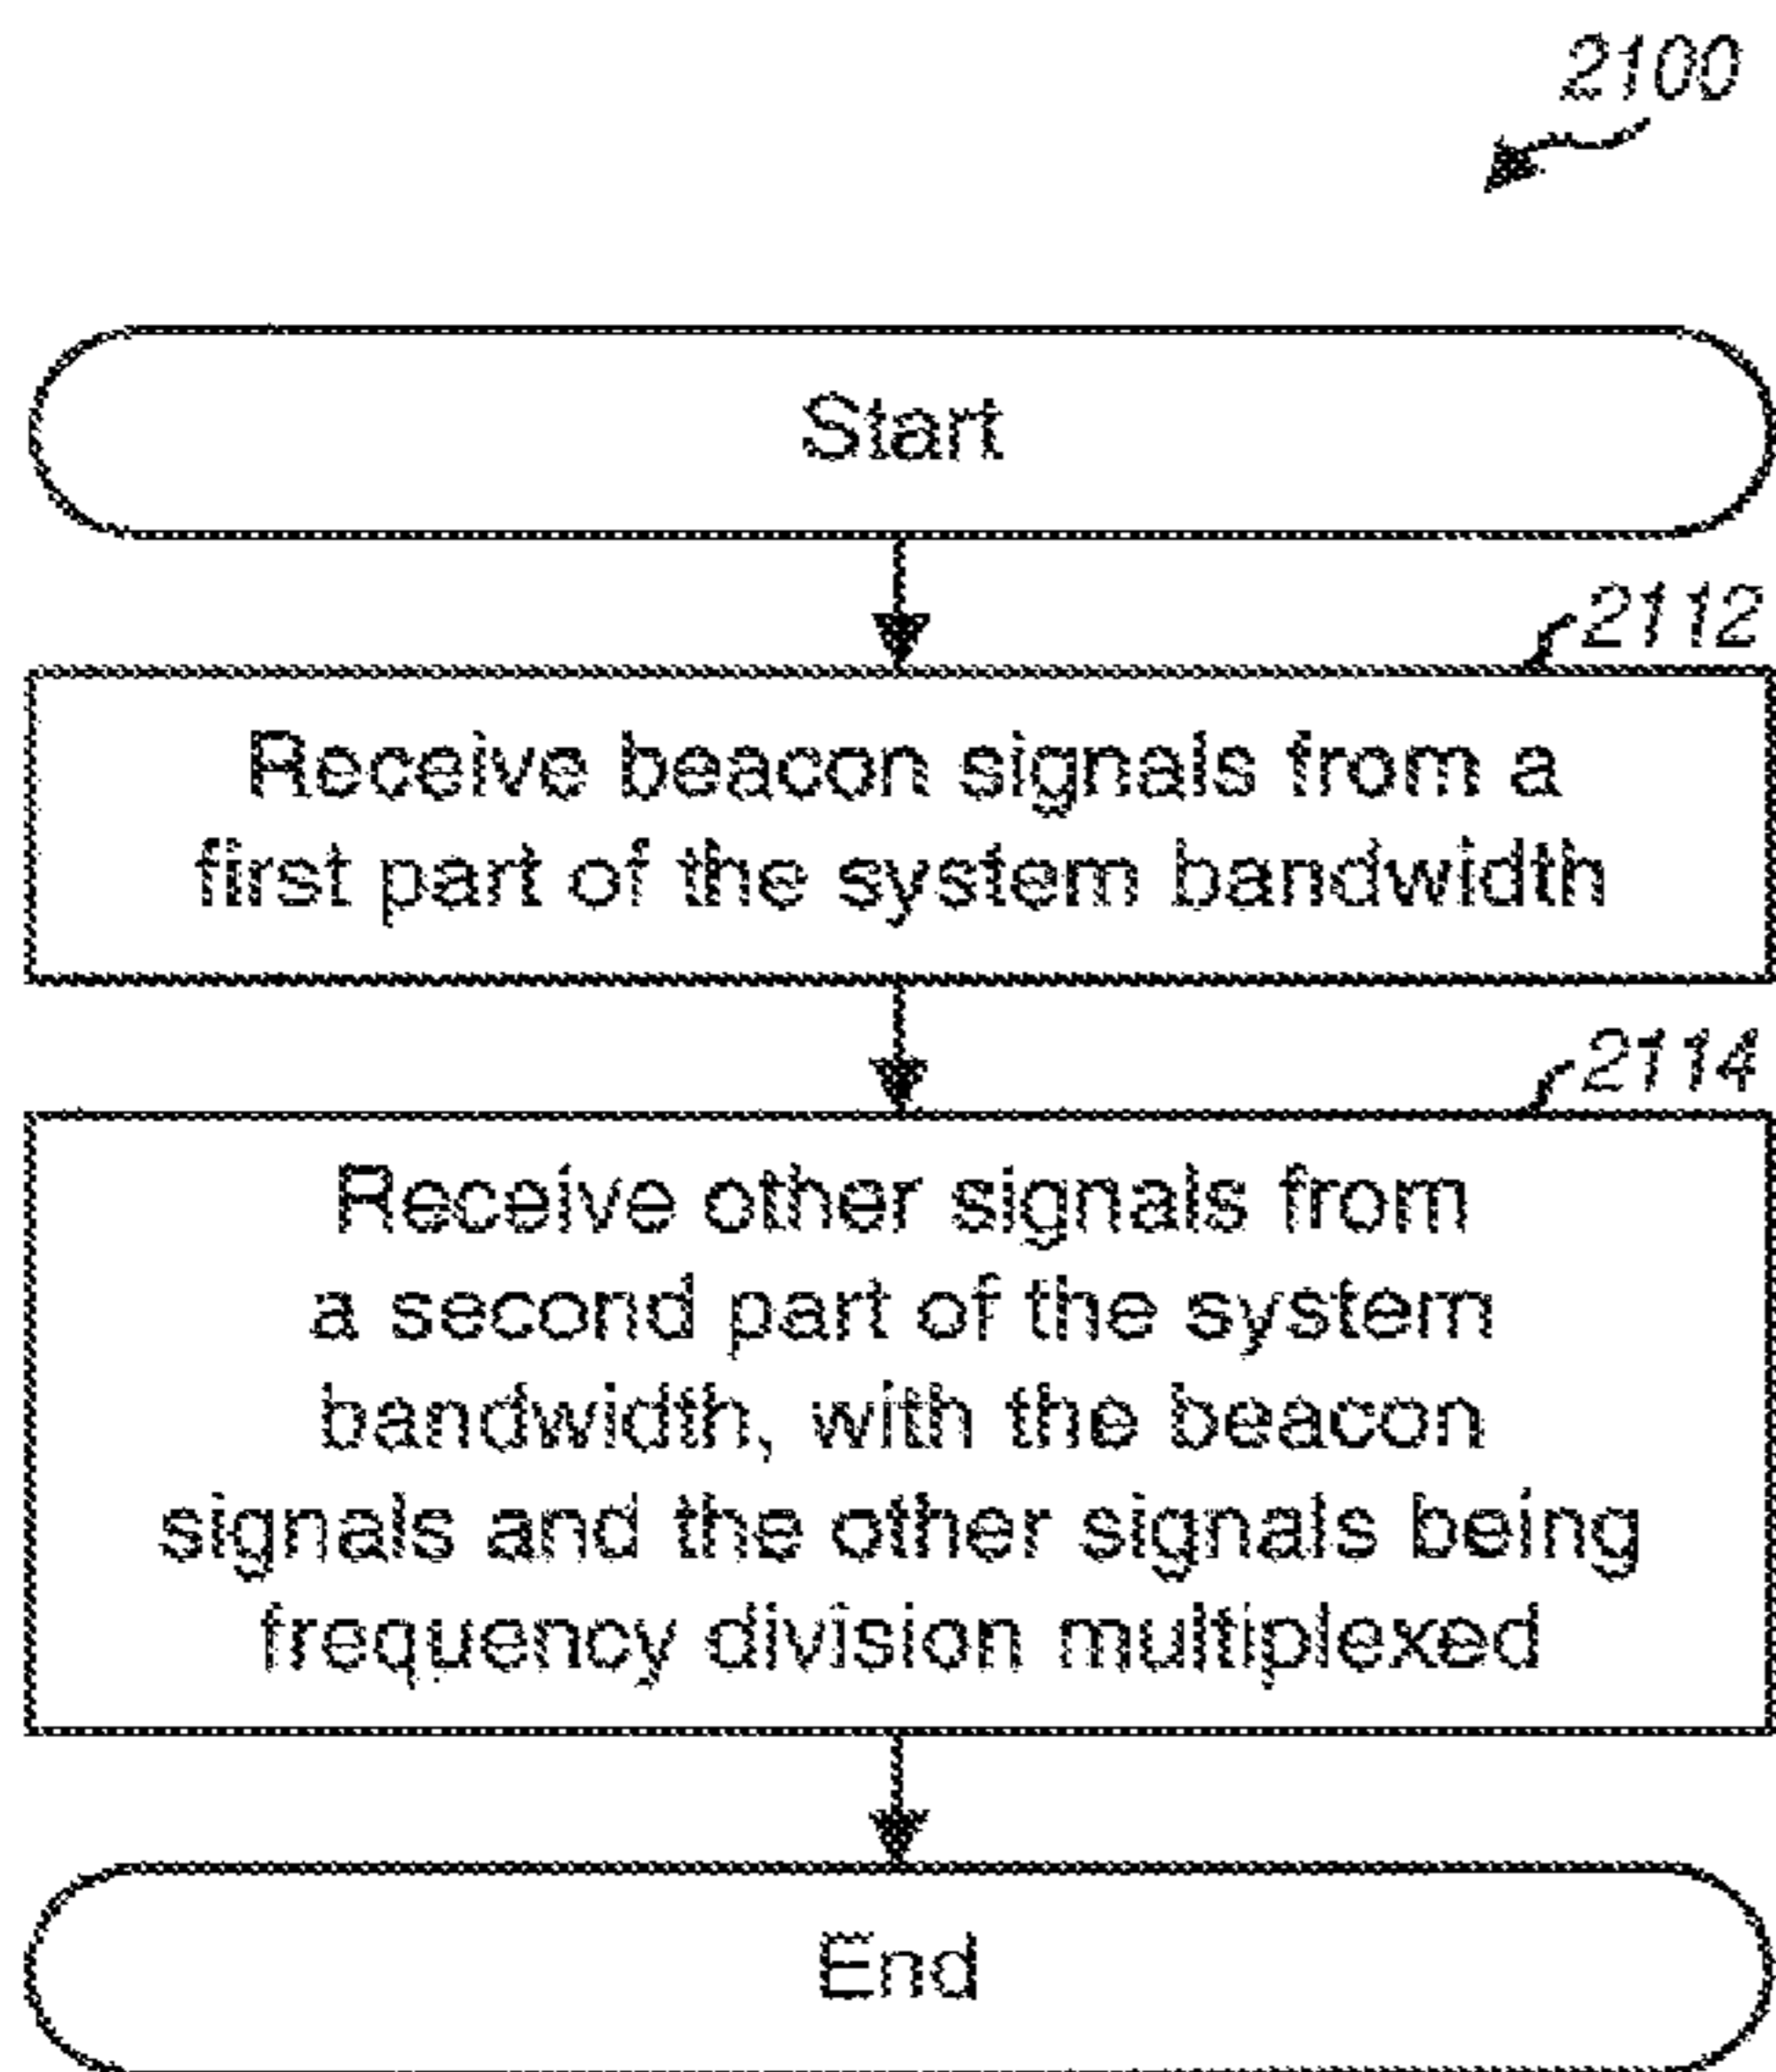 2100
Start
2112
Receive beacon signals from a
first part of the system bandwidth
2114
Receive other signals from
a second part of the system
bandwidth, with the beacon
signals and the other signals being
frequency division multiplexed
End